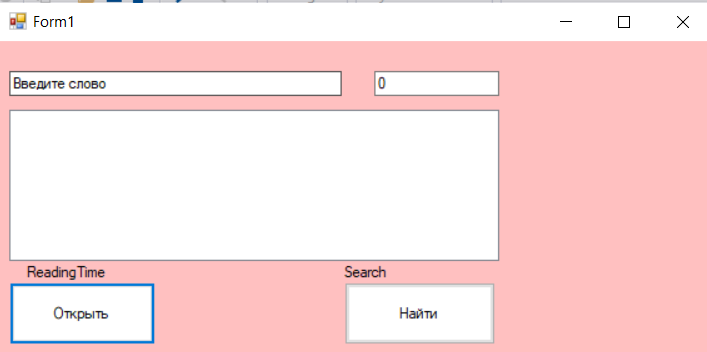 Form1
Введите слово 0
ReadingTime Search
Открыть Найти